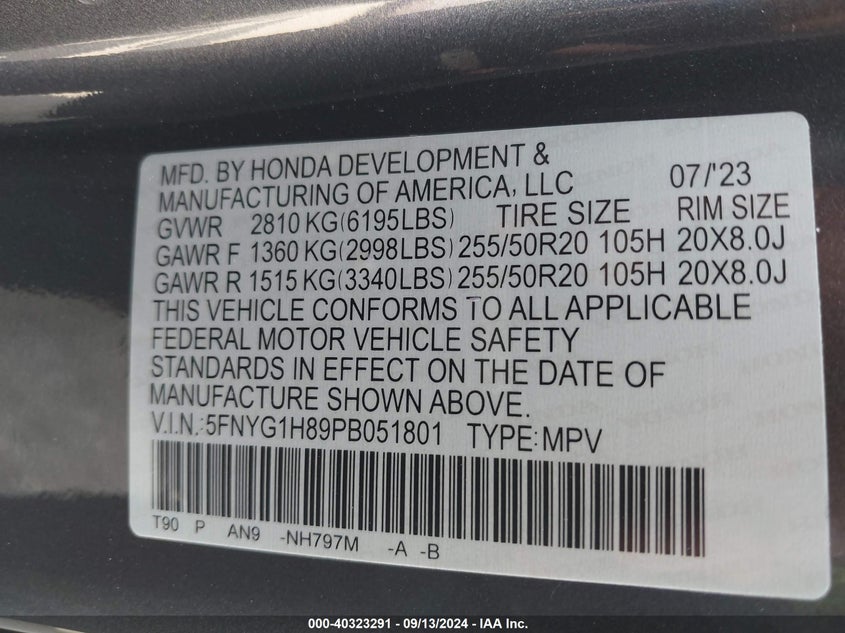 MFD. BY HONDA DEVELOPMENT &
MANUFACTURING OF AMERICA, LLC 07/'23
GVWR 2810 KG(6195LBS) TIRE SIZE RIM SIZE
GAWR F 1360 KG(2998LBS) 255/50R20 105H 20X8.0J
GAWR R 1515 KG(3340LBS) 255/50R20 105H 20X8.0J
THIS VEHICLE CONFORMS TO ALL APPLICABLE
FEDERAL MOTOR VEHICLE SAFETY
STANDARDS IN EFFECT ON THE DATE OF
MANUFACTURE SHOWN ABOVE.
V.I.N.:5FNYG1H89PB051801 TYPE:MPV
T90 P AN9 -NH797M -A -B
000-40323291 - 09/13/2024 - IAA Inc.